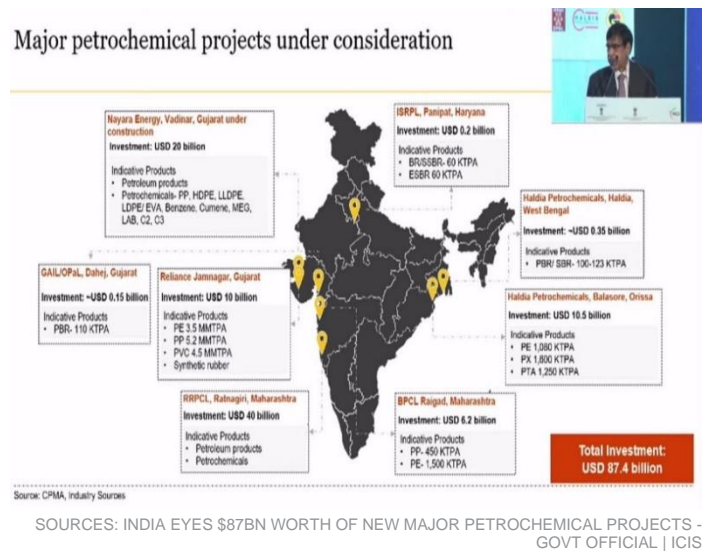 Major petrochemical projects under consideration
Nayara Energy, Vadinar, Gujarat under
construction
Investment: USD 20 billion
Indicative Products
• Petroleum products
• Petrochemicals- PP, HDPE, LLDPE,
LDPE/ EVA, Benzene, Cumene, MEG,
LAB, C2, C3
ISRPL, Panipat, Haryana
Investment: USD 0.2 billion
Indicative Products
• BR/SSBR- 60 KTPA
• ESBR 60 KTPA
Haldia Petrochemicals, Haldia,
West Bengal
Investment: ~USD 0.35 billion
Indicative Products
• PBR/ SBR- 100-123 KTPA
GAIL/OPaL, Dahej, Gujarat
Investment: ~USD 0.15 billion
Indicative Products
• PBR- 110 KTPA
Reliance Jamnagar, Gujarat
Investment: USD 10 billion
Indicative Products
• PE 3.5 MMTPA
• PP 5.2 MMTPA
• PVC 4.5 MMTPA
• Synthetic rubber
Haldia Petrochemicals, Balasore, Orissa
Investment: USD 10.5 billion
Indicative Products
• PE 1,080 KTPA
• PX 1,600 KTPA
• PTA 1,250 KTPA
RRPCL, Ratnagiri, Maharashtra
Investment: USD 40 billion
Indicative Products
• Petroleum products
• Petrochemicals
BPCL Raigad, Maharashtra
Investment: USD 6.2 billion
Indicative Products
• PP- 450 KTPA
• PE- 1,500 KTPA
Total Investment:
USD 87.4 billion
Source: CPMA, Industry Sources
SOURCES: INDIA EYES $87BN WORTH OF NEW MAJOR PETROCHEMICAL PROJECTS -
GOVT OFFICIAL | ICIS